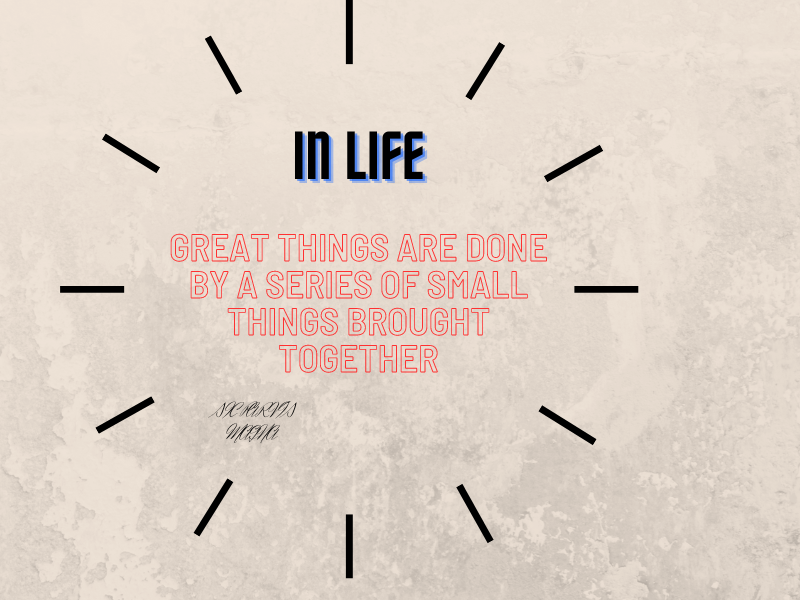 IN LIFE
GREAT THINGS ARE DONE
BY A SERIES OF SMALL
THINGS BROUGHT
TOGETHER